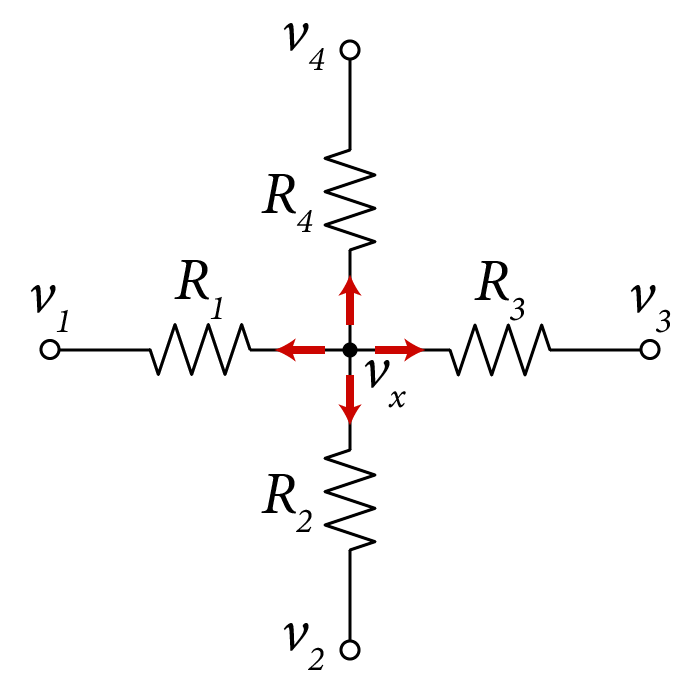 v₄
R₄
v₁
R₁
R₃
v₃
vₓ
R₂
v₂